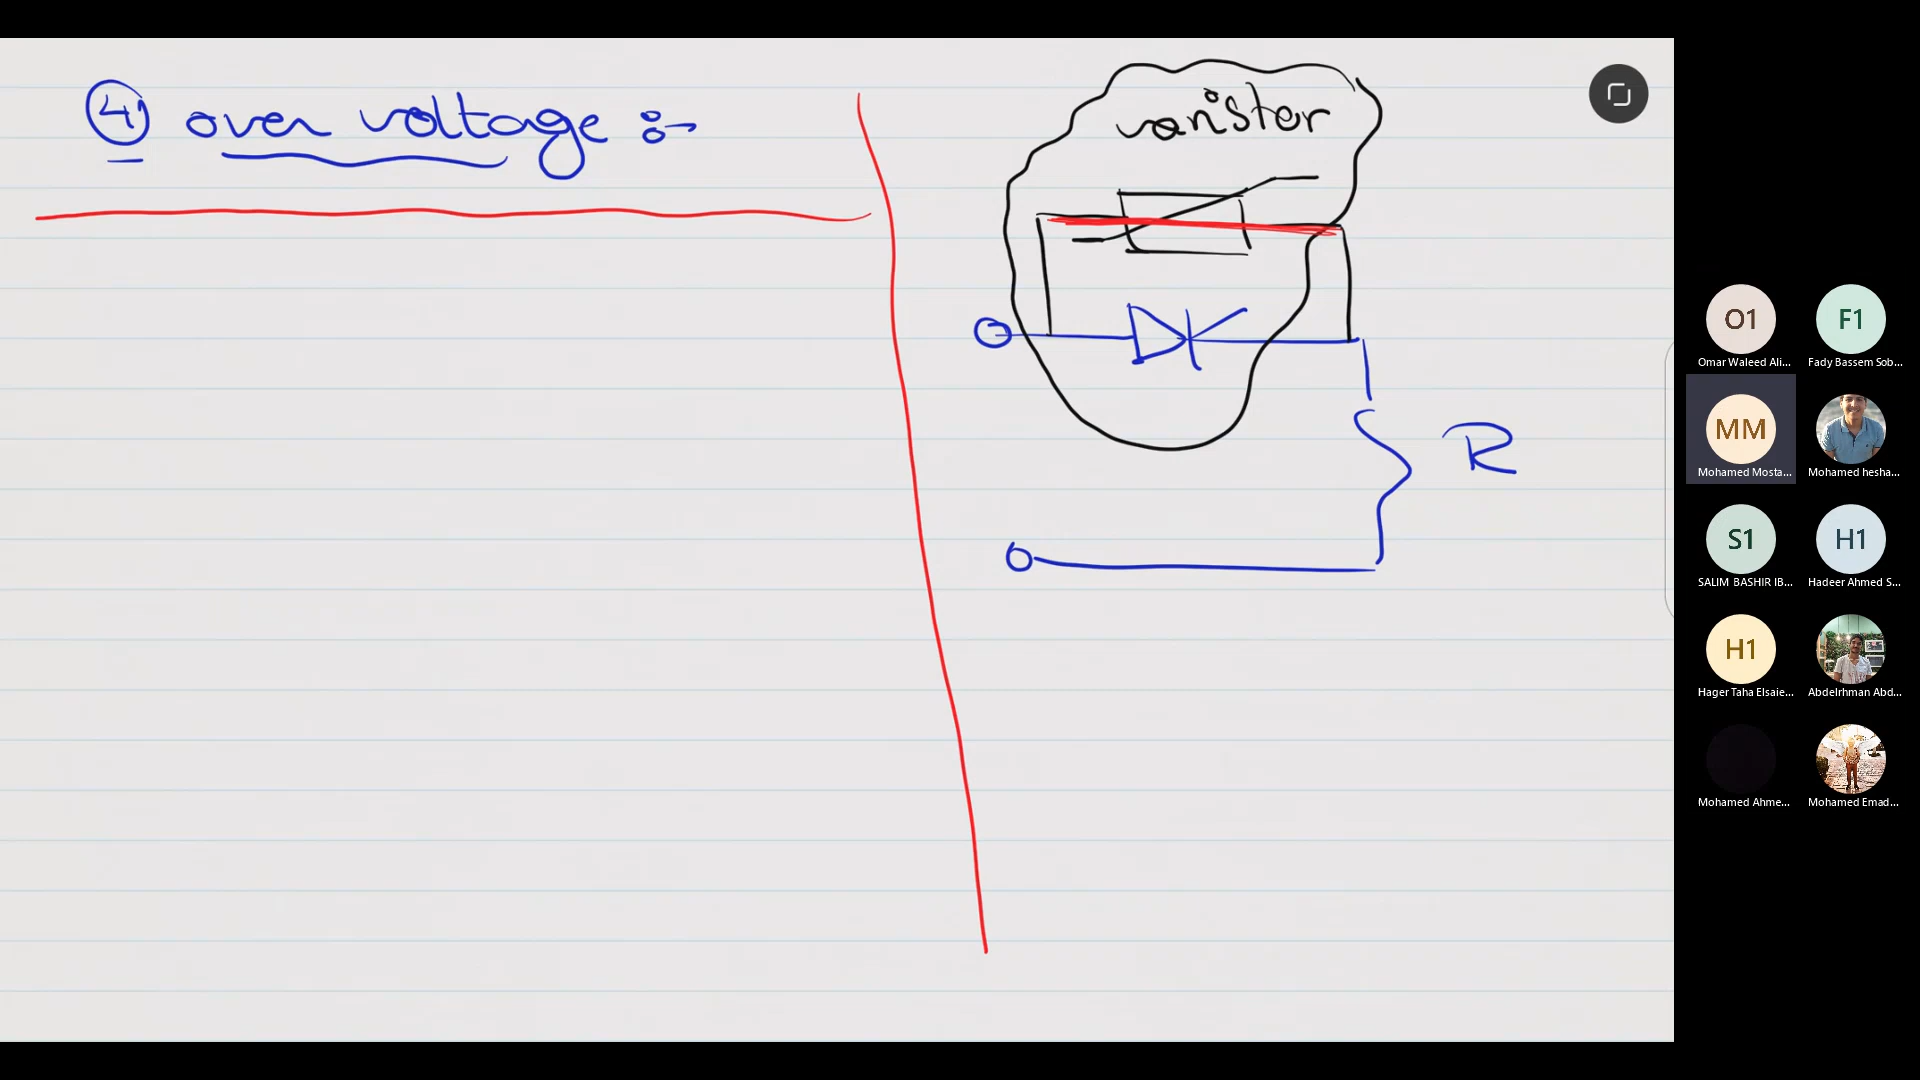 ④ over voltage :-
varistor
R
O1
F1
Omar Waleed Ali...
Fady Bassem Sob...
MM
Mohamed Mosta...
Mohamed hesha...
S1
H1
SALIM BASHIR IB...
Hadeer Ahmed S...
H1
Hager Taha Elsaie...
Abdelrhman Abd...
Mohamed Ahme...
Mohamed Emad...